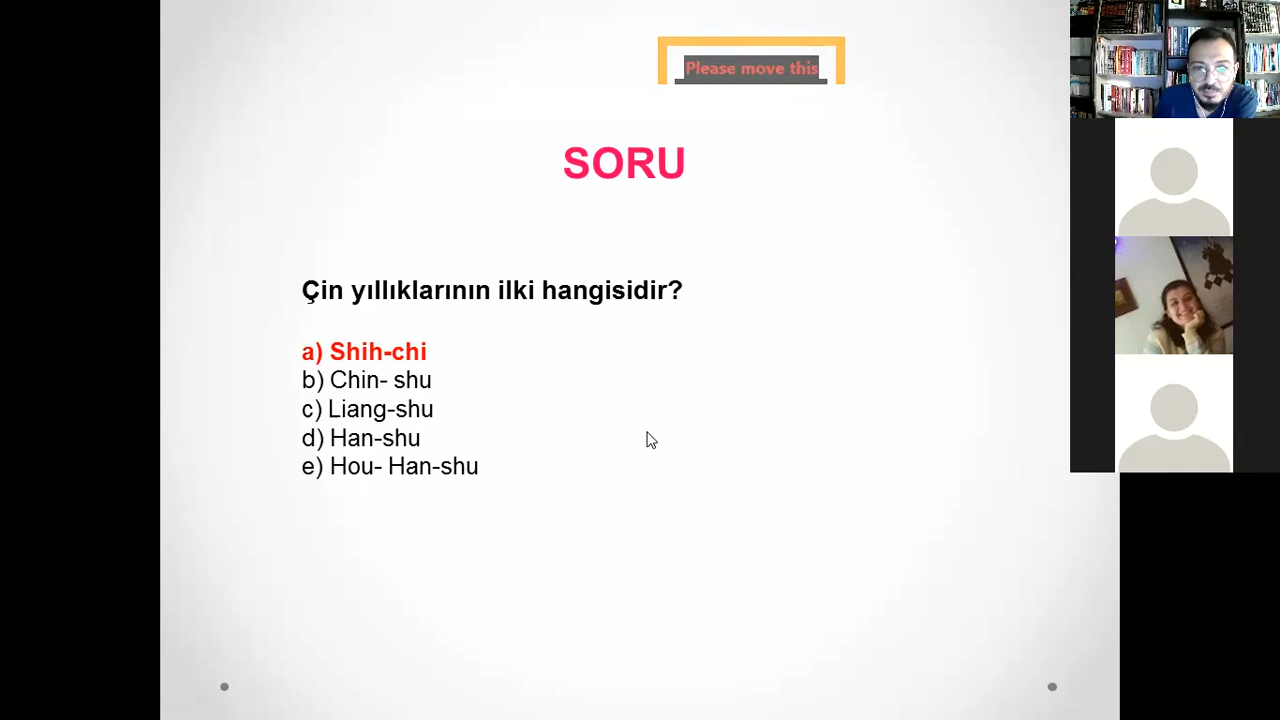 Please move this
SORU
Çin yıllıklarının ilki hangisidir?
a) Shih-chi
b) Chin- shu
c) Liang-shu
d) Han-shu
e) Hou- Han-shu